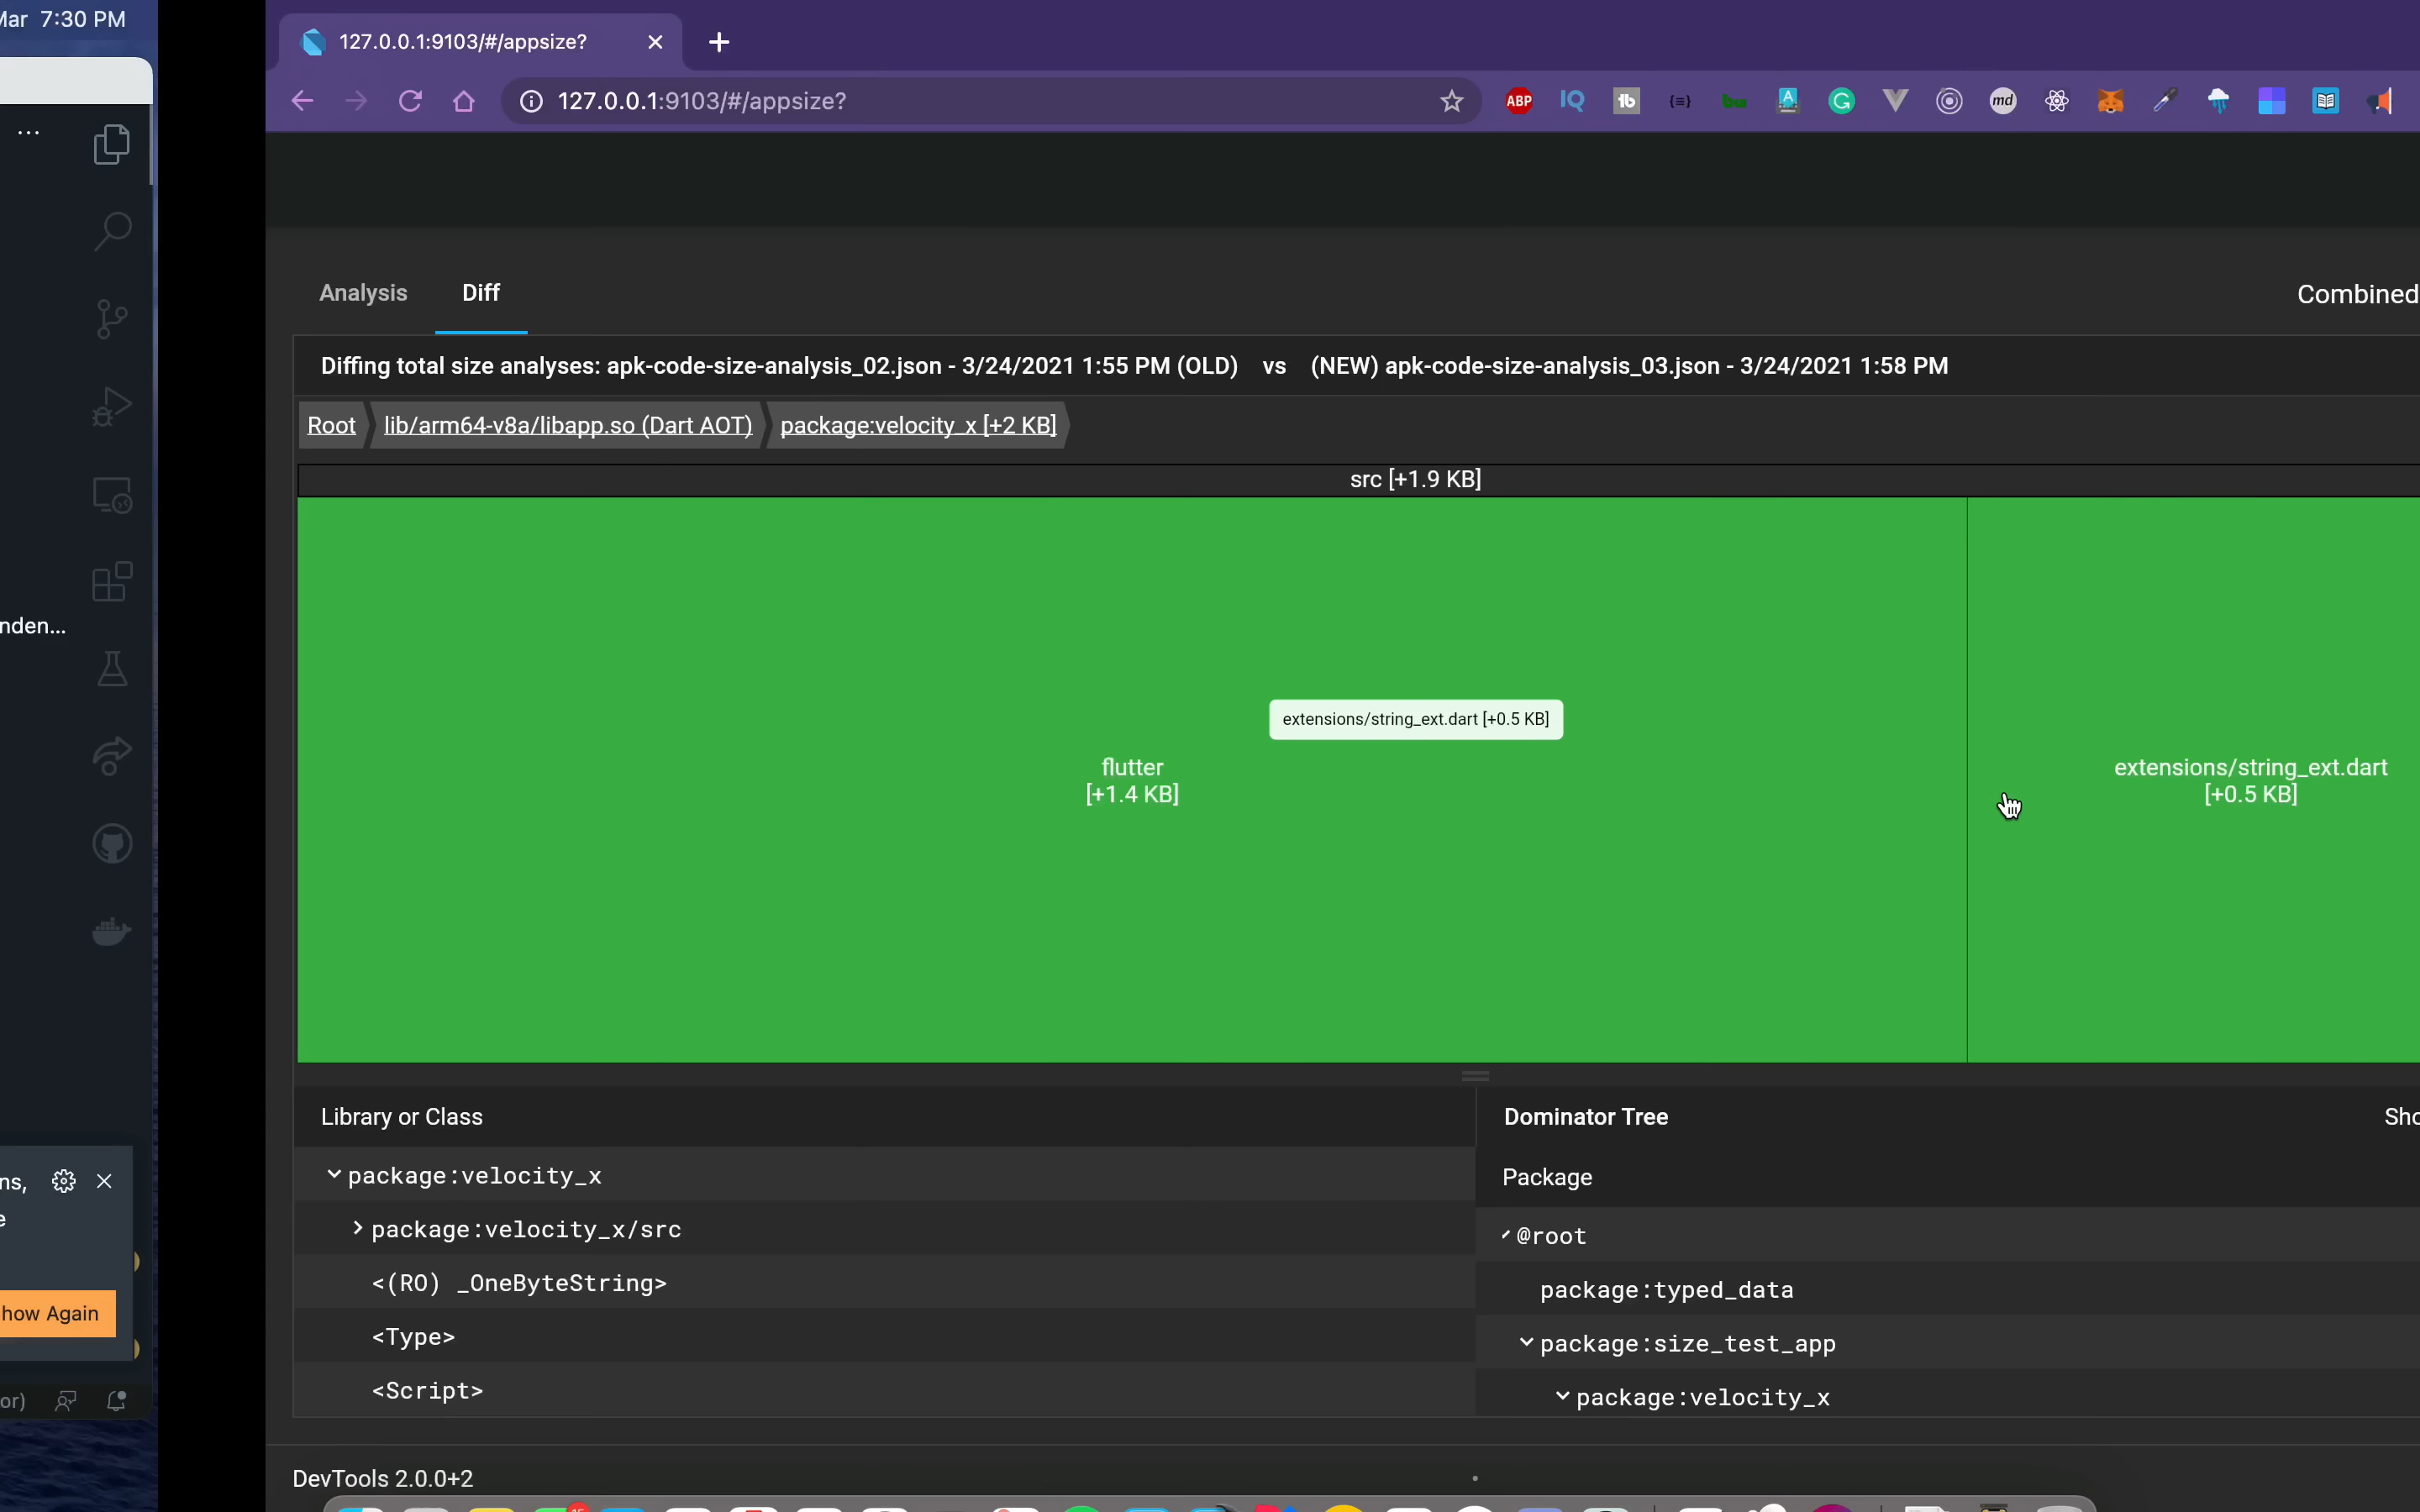 Mar 7:30 PM
127.0.0.1:9103/#/appsize?
127.0.0.1:9103/#/appsize?
ABP
IQ
tb
{≡}
A
G
md
Analysis
Diff
Combined
Diffing total size analyses: apk-code-size-analysis_02.json - 3/24/2021 1:55 PM (OLD) vs (NEW) apk-code-size-analysis_03.json - 3/24/2021 1:58 PM
Root
lib/arm64-v8a/libapp.so (Dart AOT)
package:velocity_x [+2 KB]
src [+1.9 KB]
nden...
extensions/string_ext.dart [+0.5 KB]
flutter
[+1.4 KB]
extensions/string_ext.dart
[+0.5 KB]
Library or Class
Dominator Tree
Sho
package:velocity_x
Package
ns,
e
package:velocity_x/src
@root
<(RO) _OneByteString>
package:typed_data
how Again
<Type>
package:size_test_app
<Script>
package:velocity_x
or)
DevTools 2.0.0+2